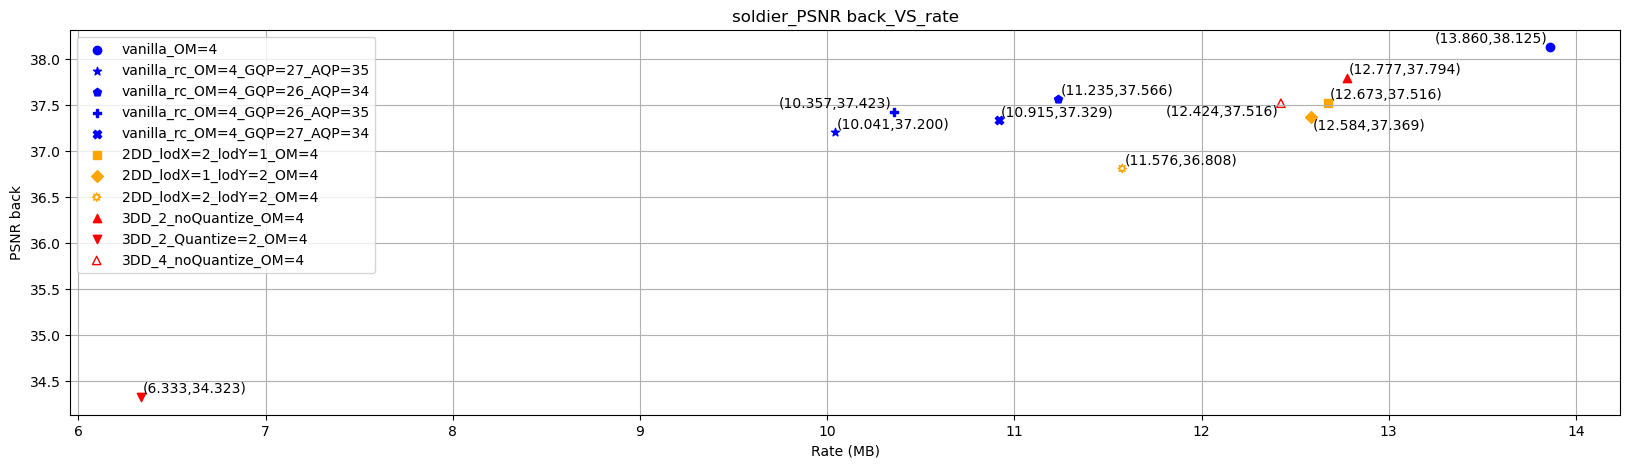 soldier_PSNR back_VS_rate
vanilla_OM=4
vanilla_rc_OM=4_GQP=27_AQP=35
vanilla_rc_OM=4_GQP=26_AQP=34
vanilla_rc_OM=4_GQP=26_AQP=35
vanilla_rc_OM=4_GQP=27_AQP=34
2DD_lodX=2_lodY=1_OM=4
2DD_lodX=1_lodY=2_OM=4
2DD_lodX=2_lodY=2_OM=4
3DD_2_noQuantize_OM=4
3DD_2_Quantize=2_OM=4
3DD_4_noQuantize_OM=4
(13.860,38.125)
(12.777,37.794)
(11.235,37.566)
(12.673,37.516)
(10.357,37.423)
(10.915,37.329)
(12.424,37.516)
(10.041,37.200)
(12.584,37.369)
(11.576,36.808)
(6.333,34.323)
PSNR back
38.0
37.5
37.0
36.5
36.0
35.5
35.0
34.5
6
7
8
9
10
11
12
13
14
Rate (MB)